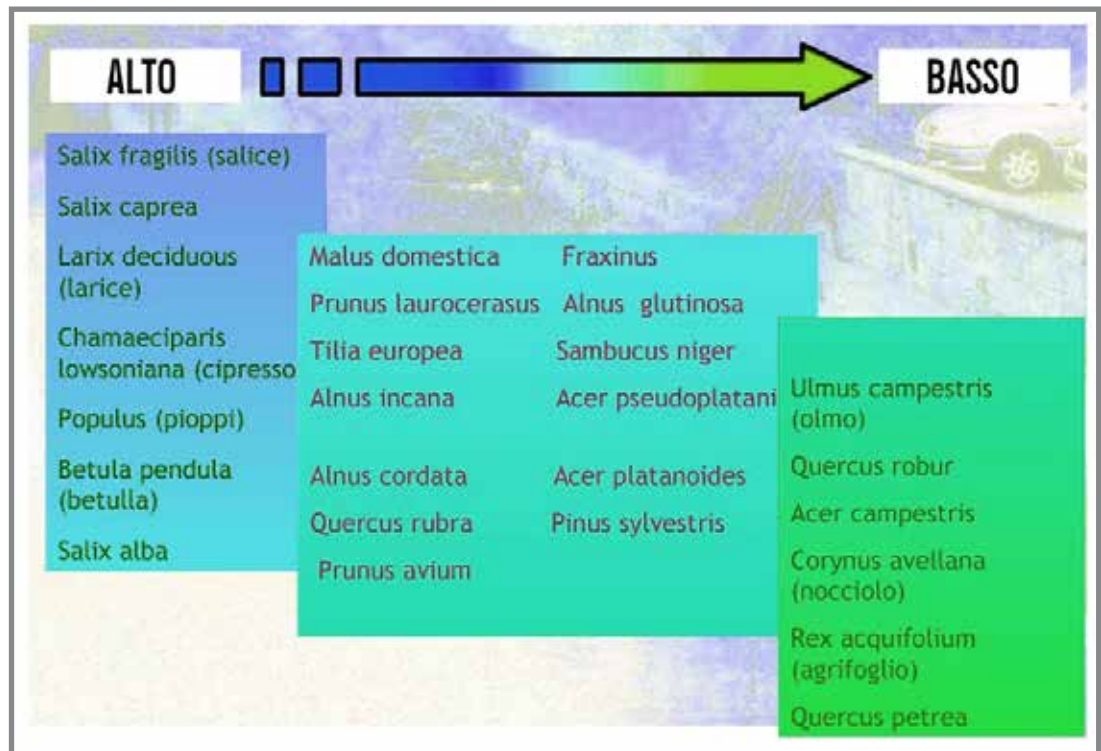 ALTO
BASSO
Salix fragilis (salice)
Salix caprea
Larix deciduous
(larice)
Chamaeciparis
lowsoniana (cipresso
Populus (pioppi)
Betula pendula
(betulla)
Salix alba
Malus domestica
Prunus laurocerasus
Tilia europea
Alnus incana
Alnus cordata
Quercus rubra
Prunus avium
Fraxinus
Alnus glutinosa
Sambucus niger
Acer pseudoplatani
Acer platanoides
Pinus sylvestris
Ulmus campestris
(olmo)
Quercus robur
Acer campestris
Corynus avellana
(nocciolo)
Rex acquifolium
(agrifoglio)
Quercus petrea